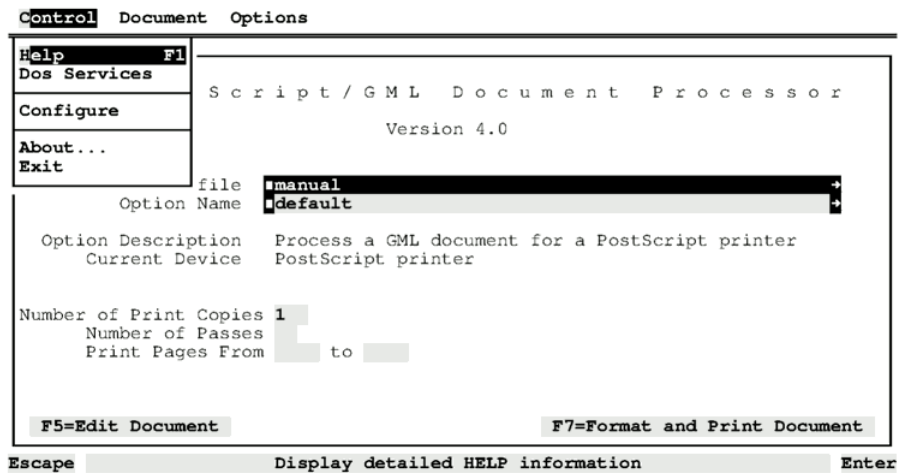 Control Document Options
Help F1
Dos Services
Configure
About...
Exit
Script/GML Document Processor
Version 4.0
file manual
Option Name default
Option Description Process a GML document for a PostScript printer
Current Device PostScript printer
Number of Print Copies 1
Number of Passes
Print Pages From to
F5=Edit Document F7=Format and Print Document
Escape Display detailed HELP information Enter